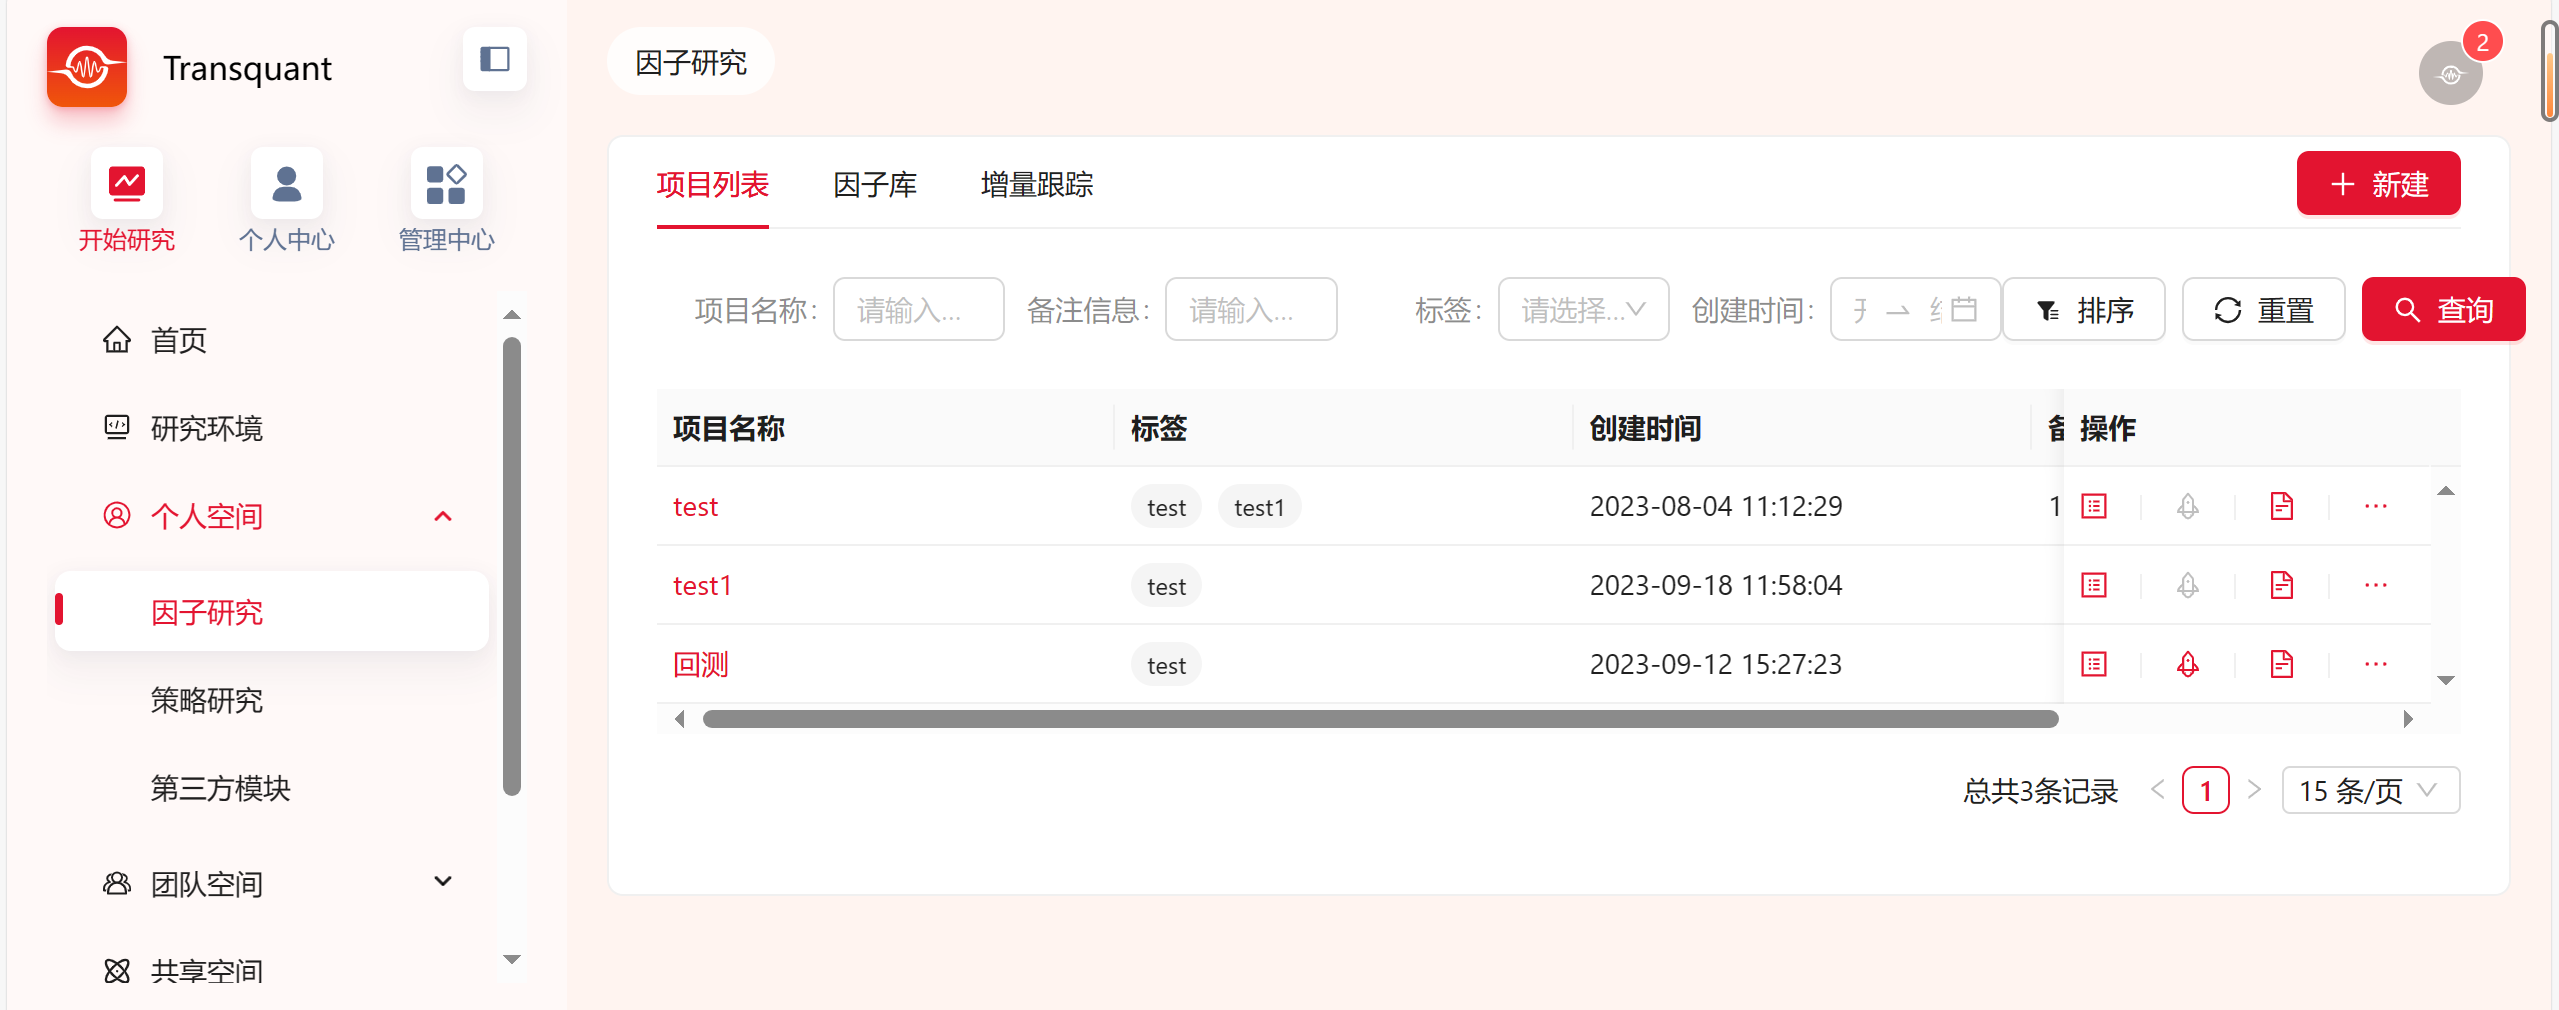 Transquant
开始研究
个人中心
管理中心
首页
研究环境
个人空间
因子研究
策略研究
第三方模块
团队空间
共享空间
因子研究
2
项目列表 因子库 增量跟踪
新建
项目名称: 请输入... 备注信息: 请输入... 标签: 请选择... 创建时间: 排序 重置 查询
项目名称 标签 创建时间 操作
test test test1 2023-08-04 11:12:29 1
test1 test 2023-09-18 11:58:04
回测 test 2023-09-12 15:27:23
总共3条记录 1 15 条/页